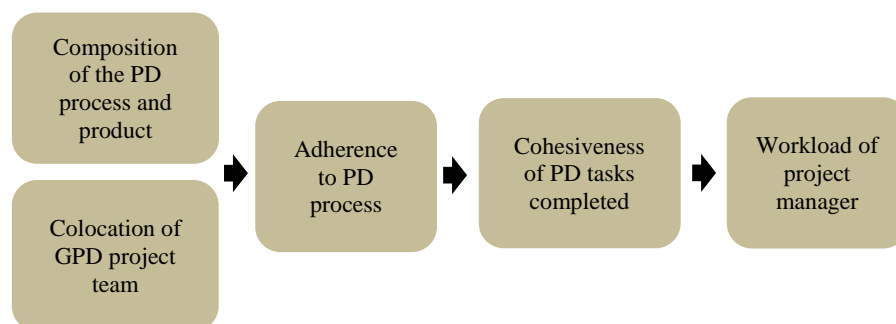 Composition
of the PD
process and
product
Colocation of
GPD project
team
Adherence
to PD
process
Cohesiveness
of PD tasks
completed
Workload of
project
manager